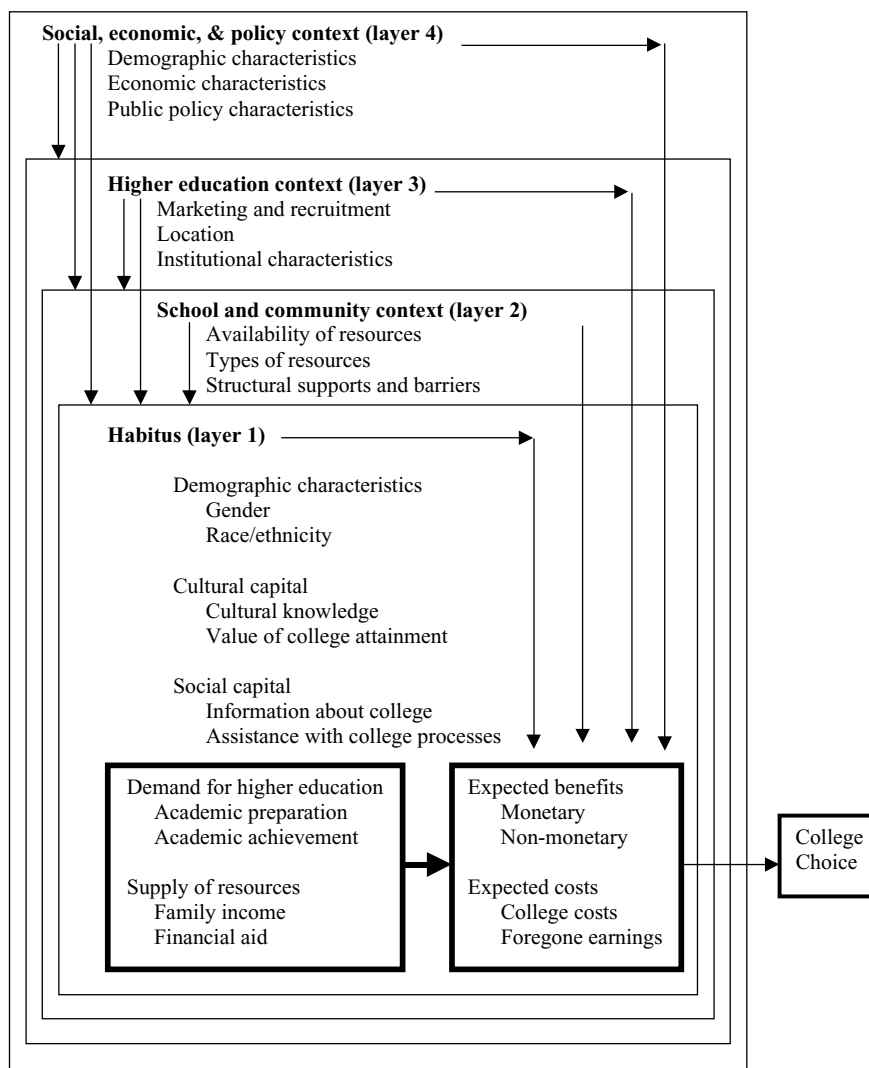 Social, economic, & policy context (layer 4)
Demographic characteristics
Economic characteristics
Public policy characteristics
Higher education context (layer 3)
Marketing and recruitment
Location
Institutional characteristics
School and community context (layer 2)
Availability of resources
Types of resources
Structural supports and barriers
Habitus (layer 1)
Demographic characteristics
Gender
Race/ethnicity
Cultural capital
Cultural knowledge
Value of college attainment
Social capital
Information about college
Assistance with college processes
Demand for higher education
Academic preparation
Academic achievement
Supply of resources
Family income
Financial aid
Expected benefits
Monetary
Non-monetary
Expected costs
College costs
Foregone earnings
College
Choice